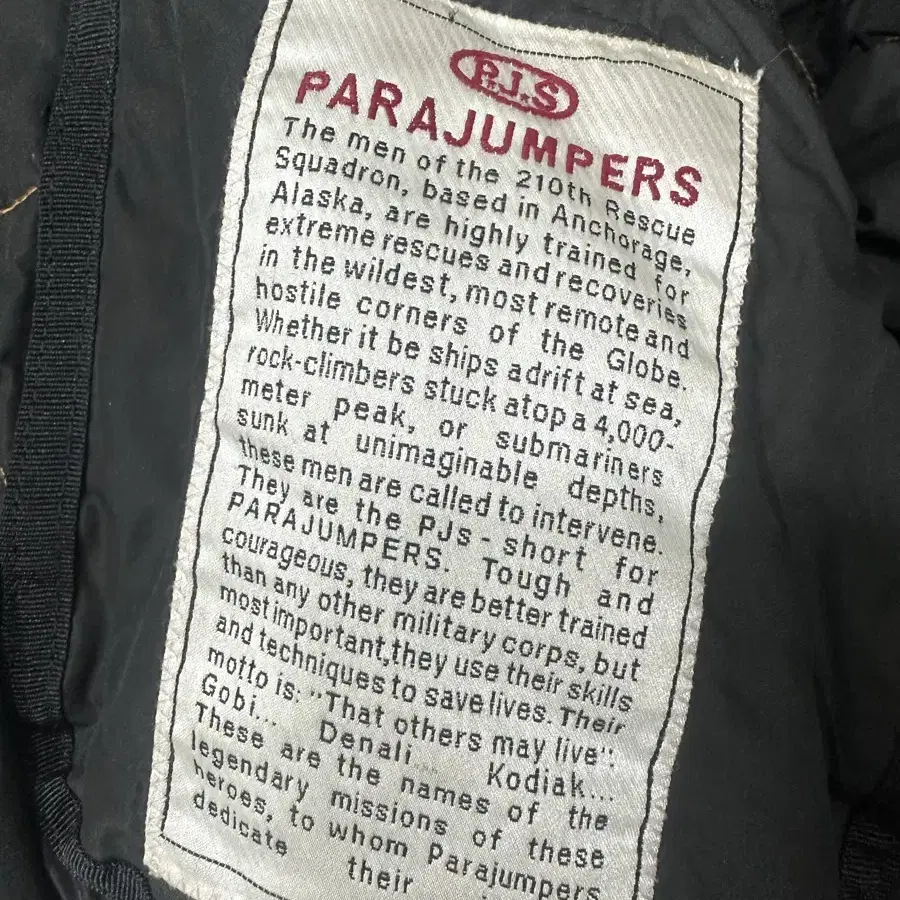 P.J.S
PARAJUMPERS
The men of the 210th Rescue
Squadron, based in Anchorage,
Alaska, are highly trained for
extreme rescues and recoveries
in the wildest, most remote and
hostile corners of the Globe.
Whether it be ships adrift at sea,
rock-climbers stuck atop a 4,000-
meter peak, or submariners
sunk at unimaginable depths,
these men are called to intervene.
They are the PJs - short for
PARAJUMPERS. Tough and
courageous, they are better trained
than any other military corps, but
most important,they use their skills
and techniques to save lives. Their
motto is: "That others may live":
Gobi... Denali... Kodiak...
These are the names of the
legendary missions of these
heroes, to whom Parajumpers
dedicate their